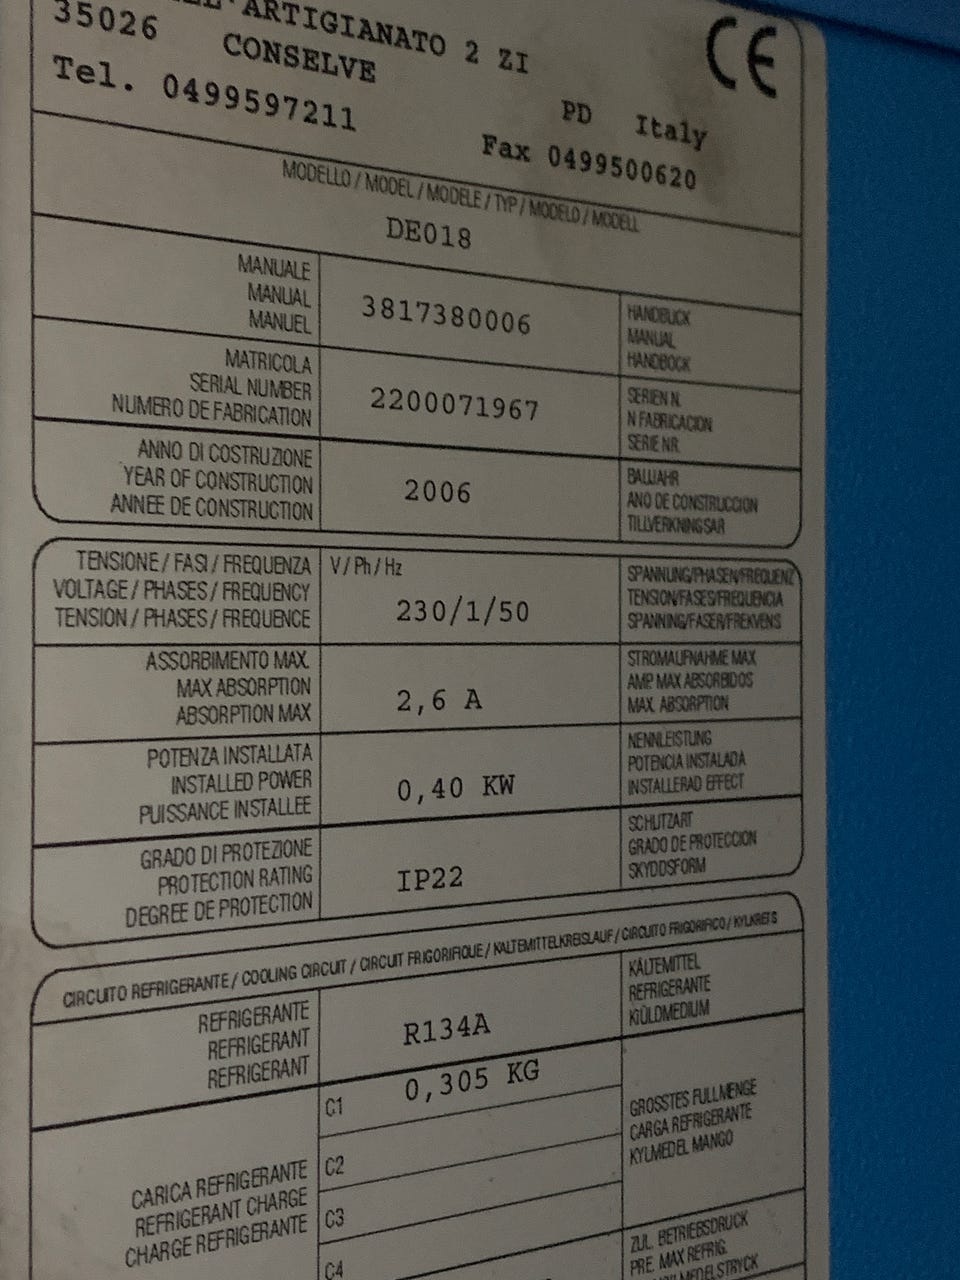 ARTIGIANATO 2 ZI
35026 CONSELVE
PD Italy
Tel. 0499597211 Fax 0499500620
CE
MODELLO / MODEL / MODELE / TYP / MODELO / MODELL
DE018
MANUALE
MANUAL
MANUEL
3817380006
HANDBUCK
MANUAL
HANDBOCK
MATRICOLA
SERIAL NUMBER
NUMERO DE FABRICATION
2200071967
SERIEN N.
N FABRICACION
SERIE NR.
ANNO DI COSTRUZIONE
YEAR OF CONSTRUCTION
ANNEE DE CONSTRUCTION
2006
BAUJAHR
ANO DE CONSTRUCCION
TILLVERKNINGSAR
TENSIONE / FASI / FREQUENZA
VOLTAGE / PHASES / FREQUENCY
TENSION / PHASES / FREQUENCE
V / Ph / Hz
230/1/50
SPANNUNG/PHASEN/FREQUENZ
TENSION/FASES/FREQUENCIA
SPANNING/FASER/FREKVENS
ASSORBIMENTO MAX.
MAX ABSORPTION
ABSORPTION MAX
2,6 A
STROMAUFNAHME MAX
AMP MAX ABSORBIDOS
MAX. ABSORPTION
POTENZA INSTALLATA
INSTALLED POWER
PUISSANCE INSTALLEE
0,40 KW
NENNLEISTUNG
POTENCIA INSTALADA
INSTALLERAD EFFECT
GRADO DI PROTEZIONE
PROTECTION RATING
DEGREE DE PROTECTION
IP22
SCHUTZART
GRADO DE PROTECCION
SKYDDSFORM
CIRCUITO REFRIGERANTE / COOLING CIRCUIT / CIRCUIT FRIGORIFIQUE / KALTEMITTELKREISLAUF / CIRCUITO FRIGORIFICO / KYLKRETS
REFRIGERANTE
REFRIGERANT
REFRIGERANT
R134A
KÄLTEMITTEL
REFRIGERANTE
KÜÜLDMEDIUM
CARICA REFRIGERANTE
REFRIGERANT CHARGE
CHARGE REFRIGERANTE
C1 0,305 KG
C2
C3
C4
GROSSTES FULLMENGE
CARGA REFRIGERANTE
KYLMEDEL MANGO
ZUL. BETRIEBSDRUCK
PRE. MAX REFRIG.